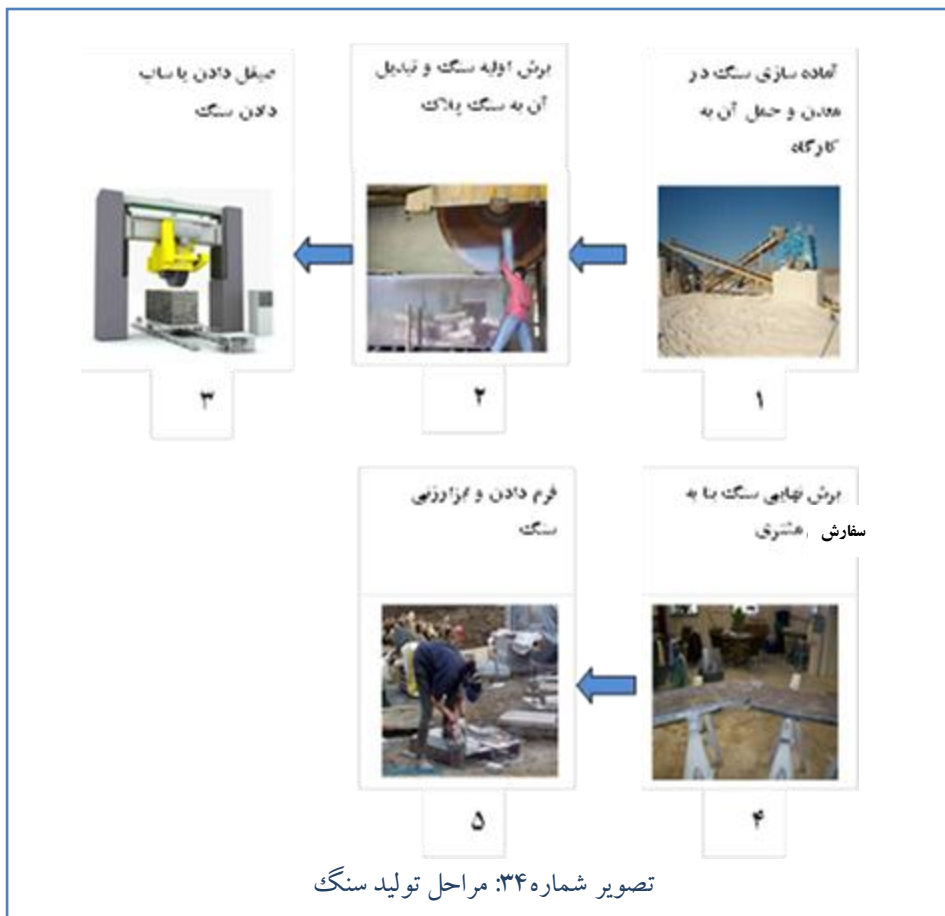 آماده سازی سنگ در
معدن و حمل آن به
کارگاه
۱
برش اولیه سنگ و تبدیل
آن به سنگ پلاک
۲
صیقل دادن یا ساب
دادن سنگ
۳
برش نهایی سنگ بنا به
سفارش مشتری
۴
فرم دادن و ابزارزنی
سنگ
۵
تصویر شماره۳۴: مراحل تولید سنگ